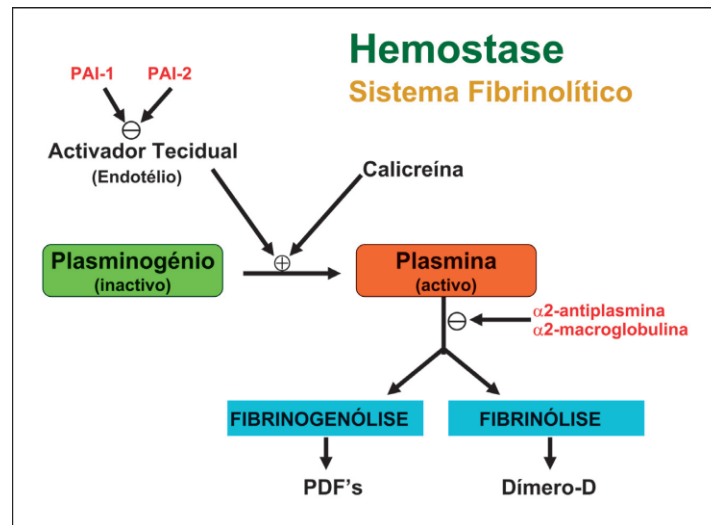 Hemostase
Sistema Fibrinolítico
PAI-1 PAI-2
Activador Tecidual
(Endotélio)
Calicreína
Plasminogénio
(inactivo)
Plasmina
(activo)
α2-antiplasmina
α2-macroglobulina
FIBRINOGENÓLISE
FIBRINÓLISE
PDF's
Dímero-D